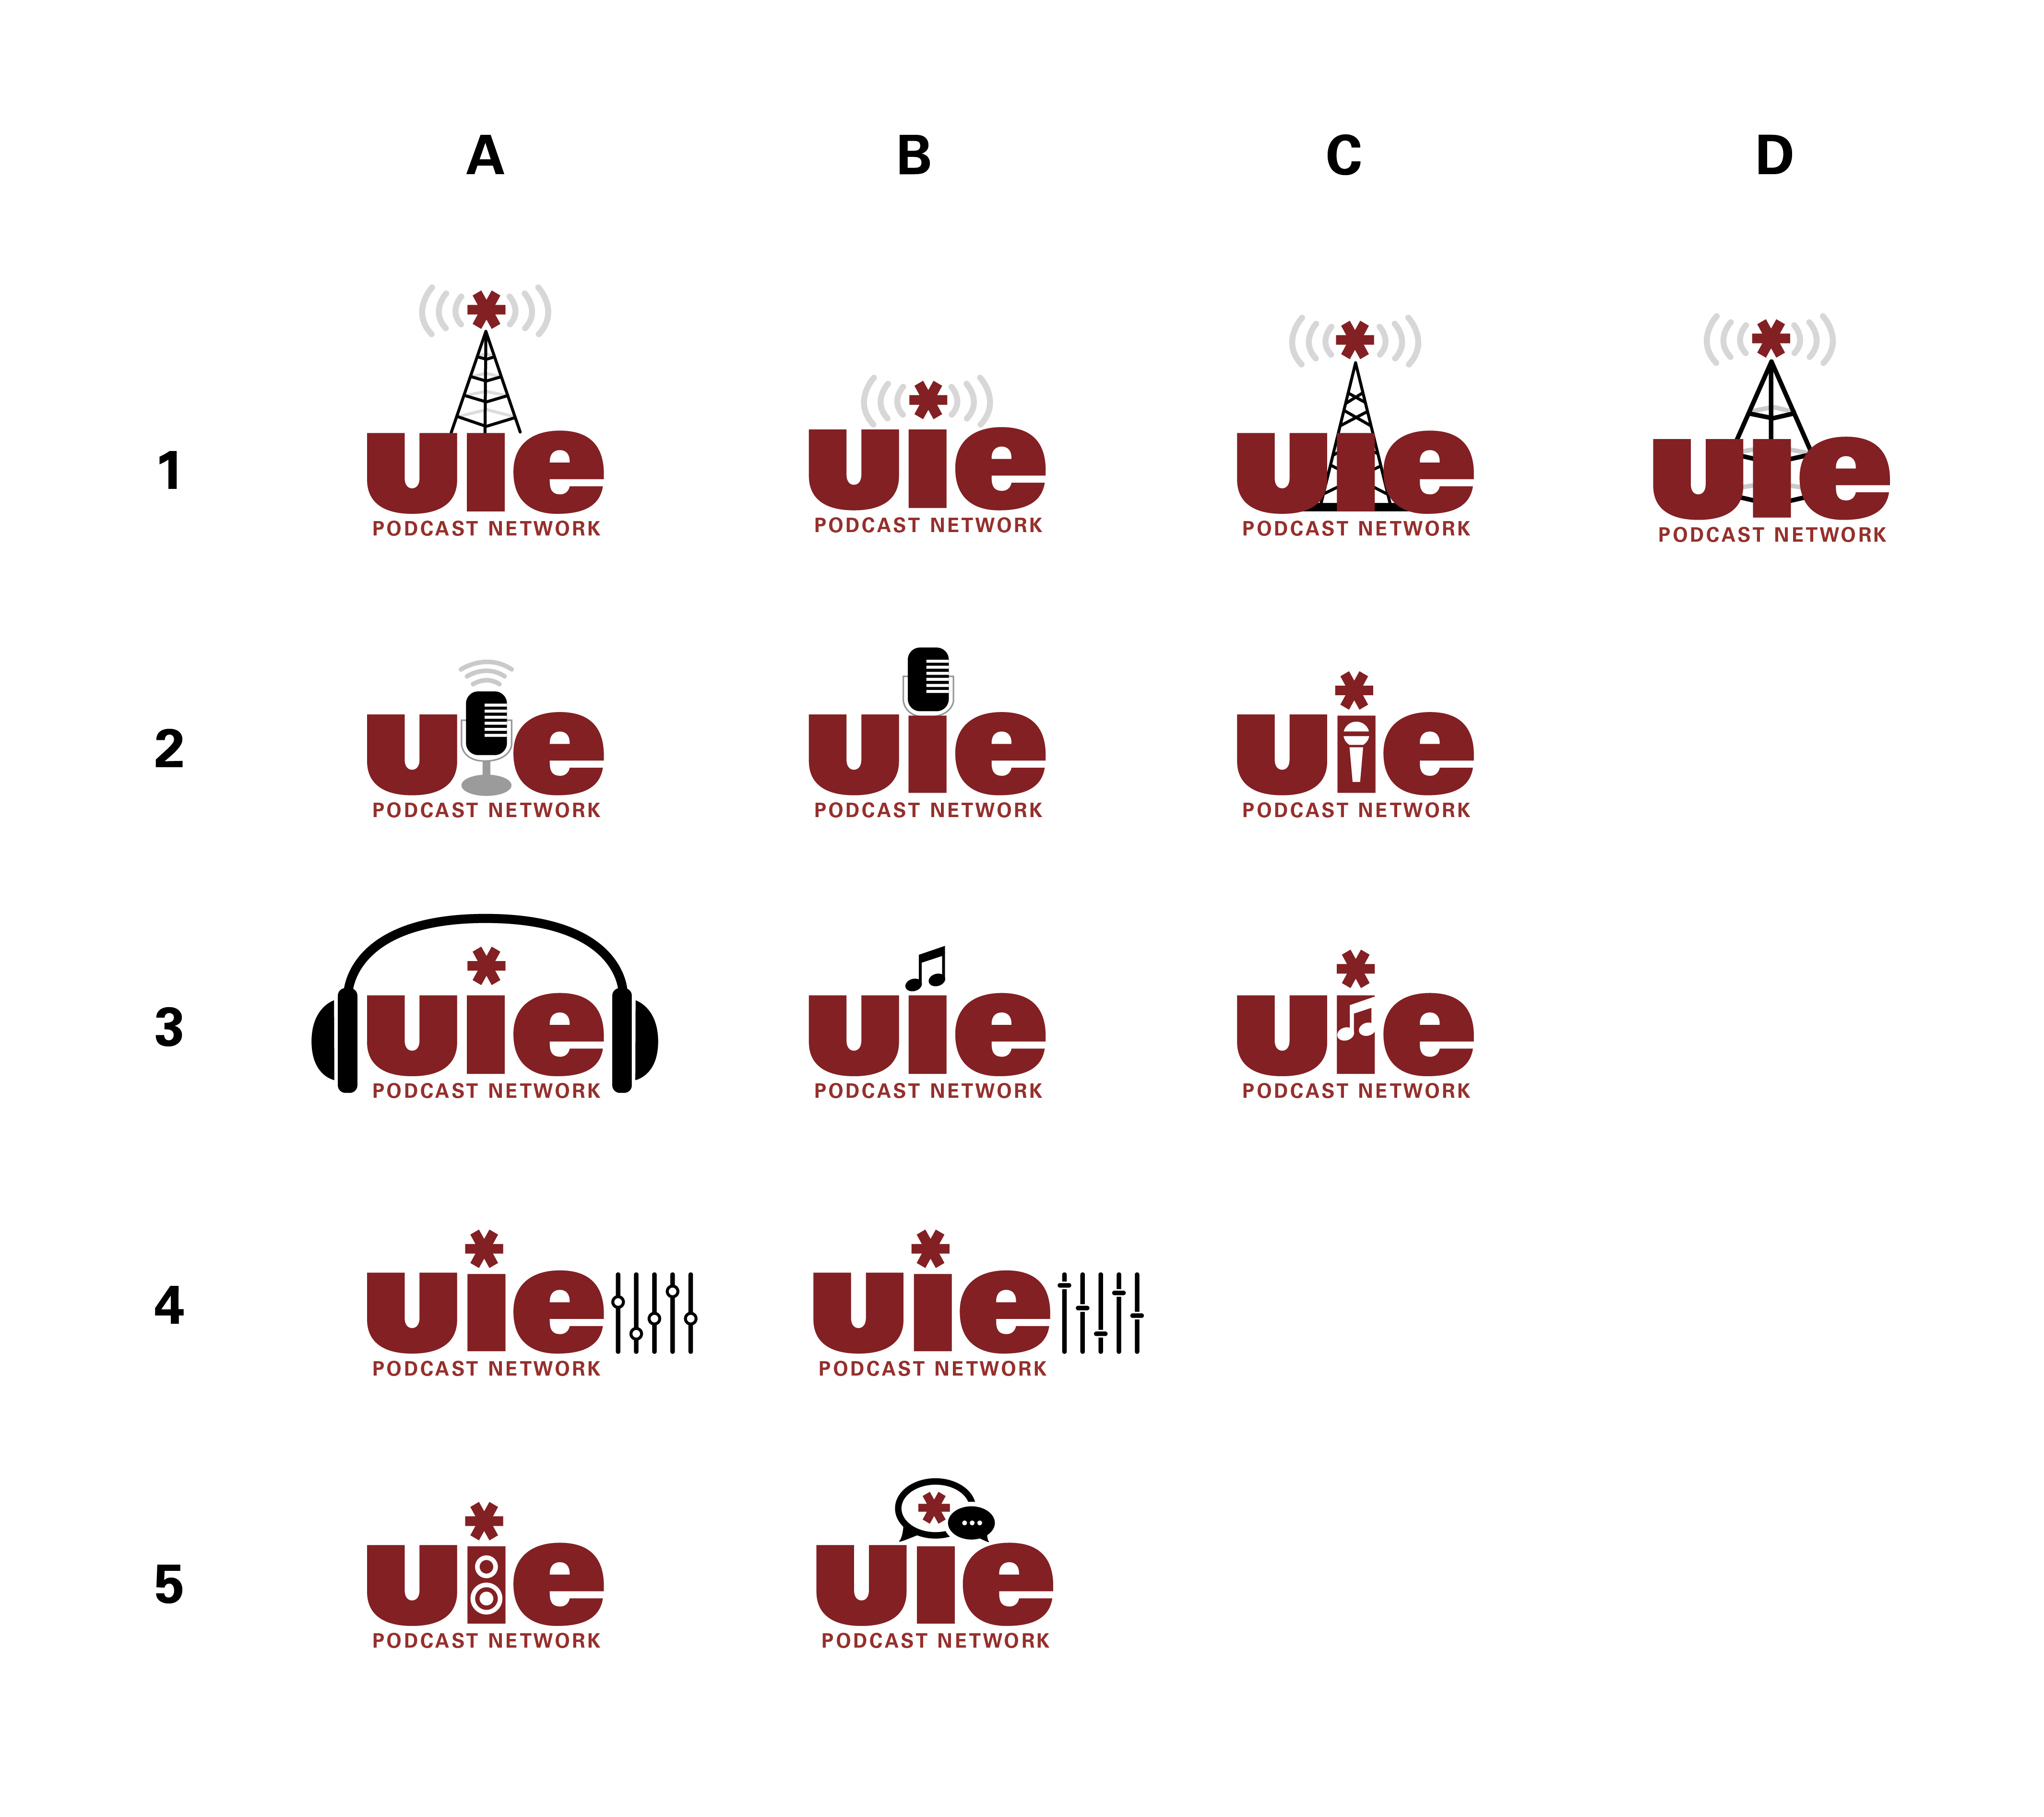 A B C D
1
uie uie uie uie
PODCAST NETWORK PODCAST NETWORK PODCAST NETWORK PODCAST NETWORK
2
ue uie uie
PODCAST NETWORK PODCAST NETWORK PODCAST NETWORK
3
uie uie uie
PODCAST NETWORK PODCAST NETWORK PODCAST NETWORK
4
uie uie
PODCAST NETWORK PODCAST NETWORK
5
uie uie
PODCAST NETWORK PODCAST NETWORK